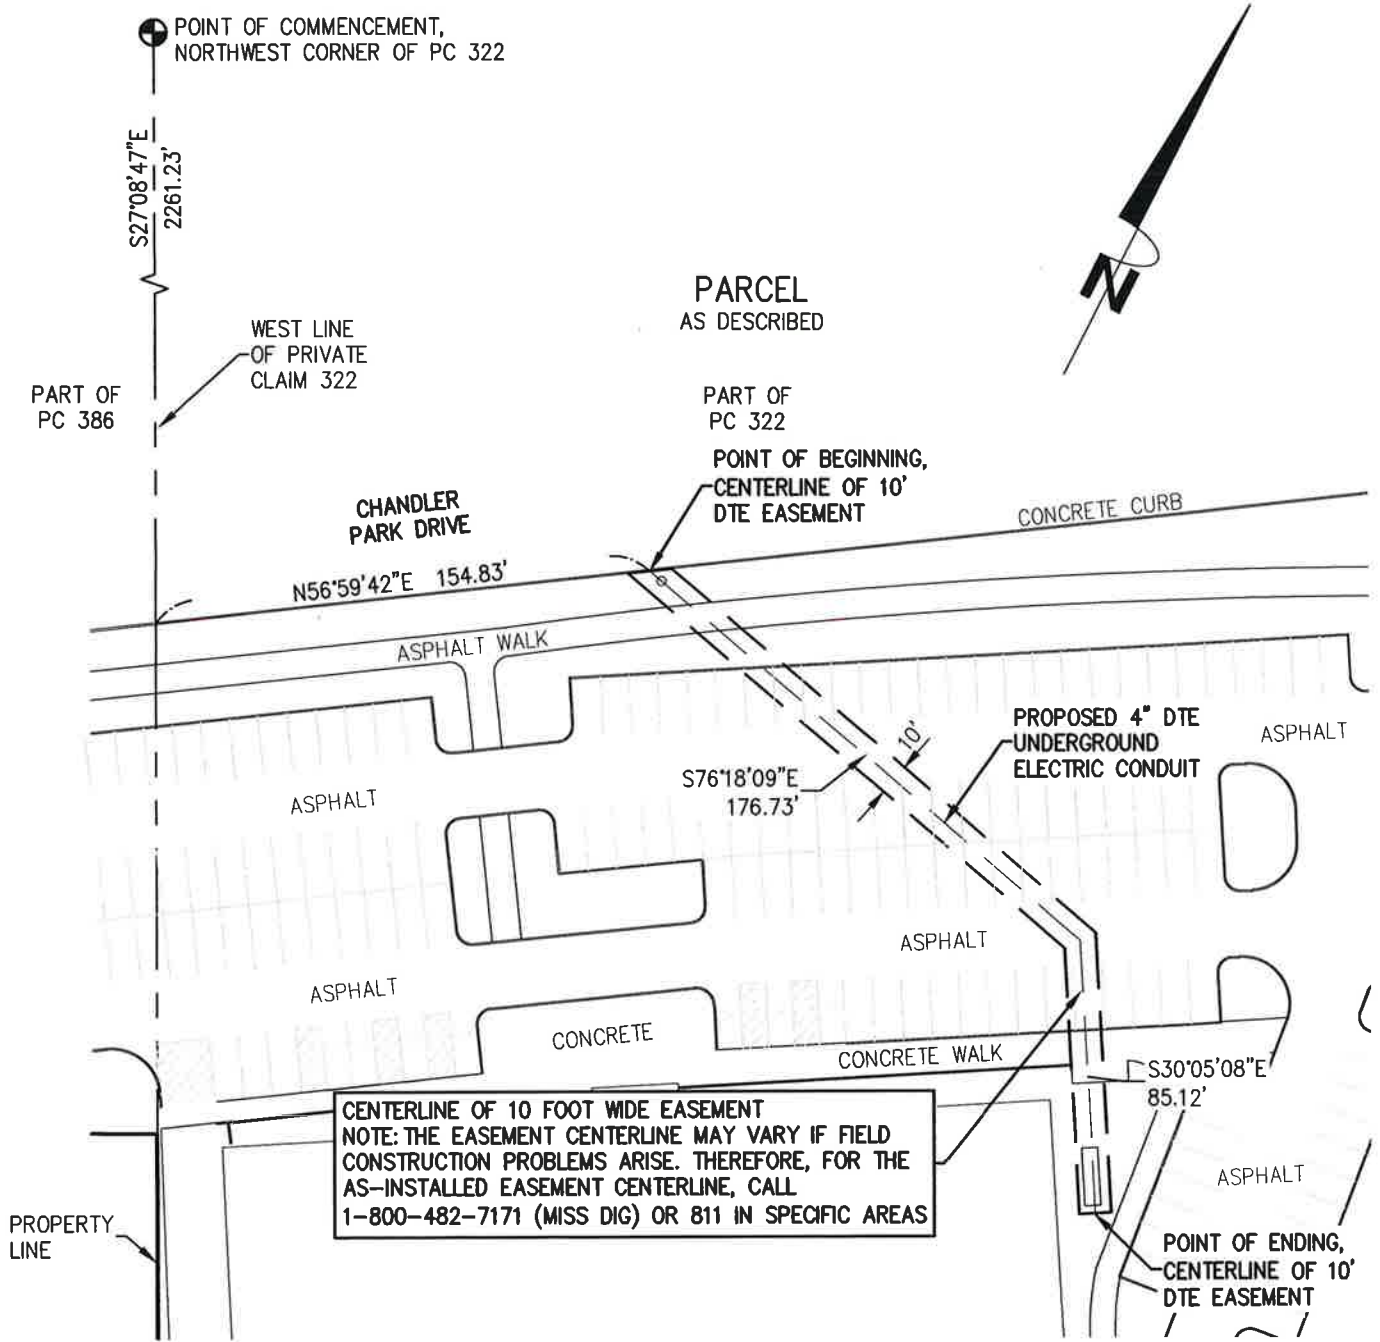 POINT OF COMMENCEMENT,
NORTHWEST CORNER OF PC 322
S27°08'47"E
2261.23'
N
PARCEL
AS DESCRIBED
WEST LINE
OF PRIVATE
CLAIM 322
PART OF
PC 386
PART OF
PC 322
POINT OF BEGINNING,
CENTERLINE OF 10'
DTE EASEMENT
CHANDLER
PARK DRIVE
CONCRETE CURB
N56°59'42"E 154.83'
ASPHALT WALK
PROPOSED 4" DTE
UNDERGROUND
ELECTRIC CONDUIT
ASPHALT
10'
S76°18'09"E
176.73'
ASPHALT
ASPHALT
ASPHALT
CONCRETE
CONCRETE WALK
S30°05'08"E
85.12'
CENTERLINE OF 10 FOOT WIDE EASEMENT
NOTE: THE EASEMENT CENTERLINE MAY VARY IF FIELD
CONSTRUCTION PROBLEMS ARISE. THEREFORE, FOR THE
AS-INSTALLED EASEMENT CENTERLINE, CALL
1-800-482-7171 (MISS DIG) OR 811 IN SPECIFIC AREAS
ASPHALT
PROPERTY
LINE
POINT OF ENDING,
CENTERLINE OF 10'
DTE EASEMENT